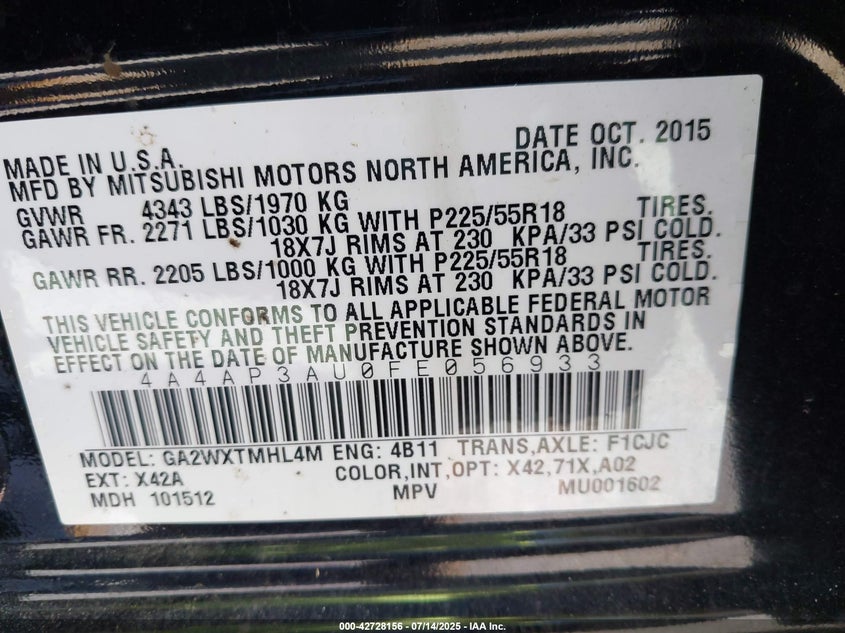 DATE OCT. 2015
MADE IN U.S.A.
MFD BY MITSUBISHI MOTORS NORTH AMERICA, INC.
GVWR 4343 LBS/1970 KG
GAWR FR. 2271 LBS/1030 KG WITH P225/55R18 TIRES.
18X7J RIMS AT 230 KPA/33 PSI COLD.
GAWR RR. 2205 LBS/1000 KG WITH P225/55R18 TIRES.
18X7J RIMS AT 230 KPA/33 PSI COLD.
THIS VEHICLE CONFORMS TO ALL APPLICABLE FEDERAL MOTOR
VEHICLE SAFETY AND THEFT PREVENTION STANDARDS IN
EFFECT ON THE DATE OF MANUFACTURE SHOWN ABOVE.
4A4AP3AU0FE056933
MODEL: GA2WXTMHL4M ENG: 4B11 TRANS,AXLE: F1CJC
EXT: X42A COLOR,INT,OPT: X42,71X,A02
MDH 101512 MPV MU001602
000-42728156 - 07/14/2025 - IAA Inc.